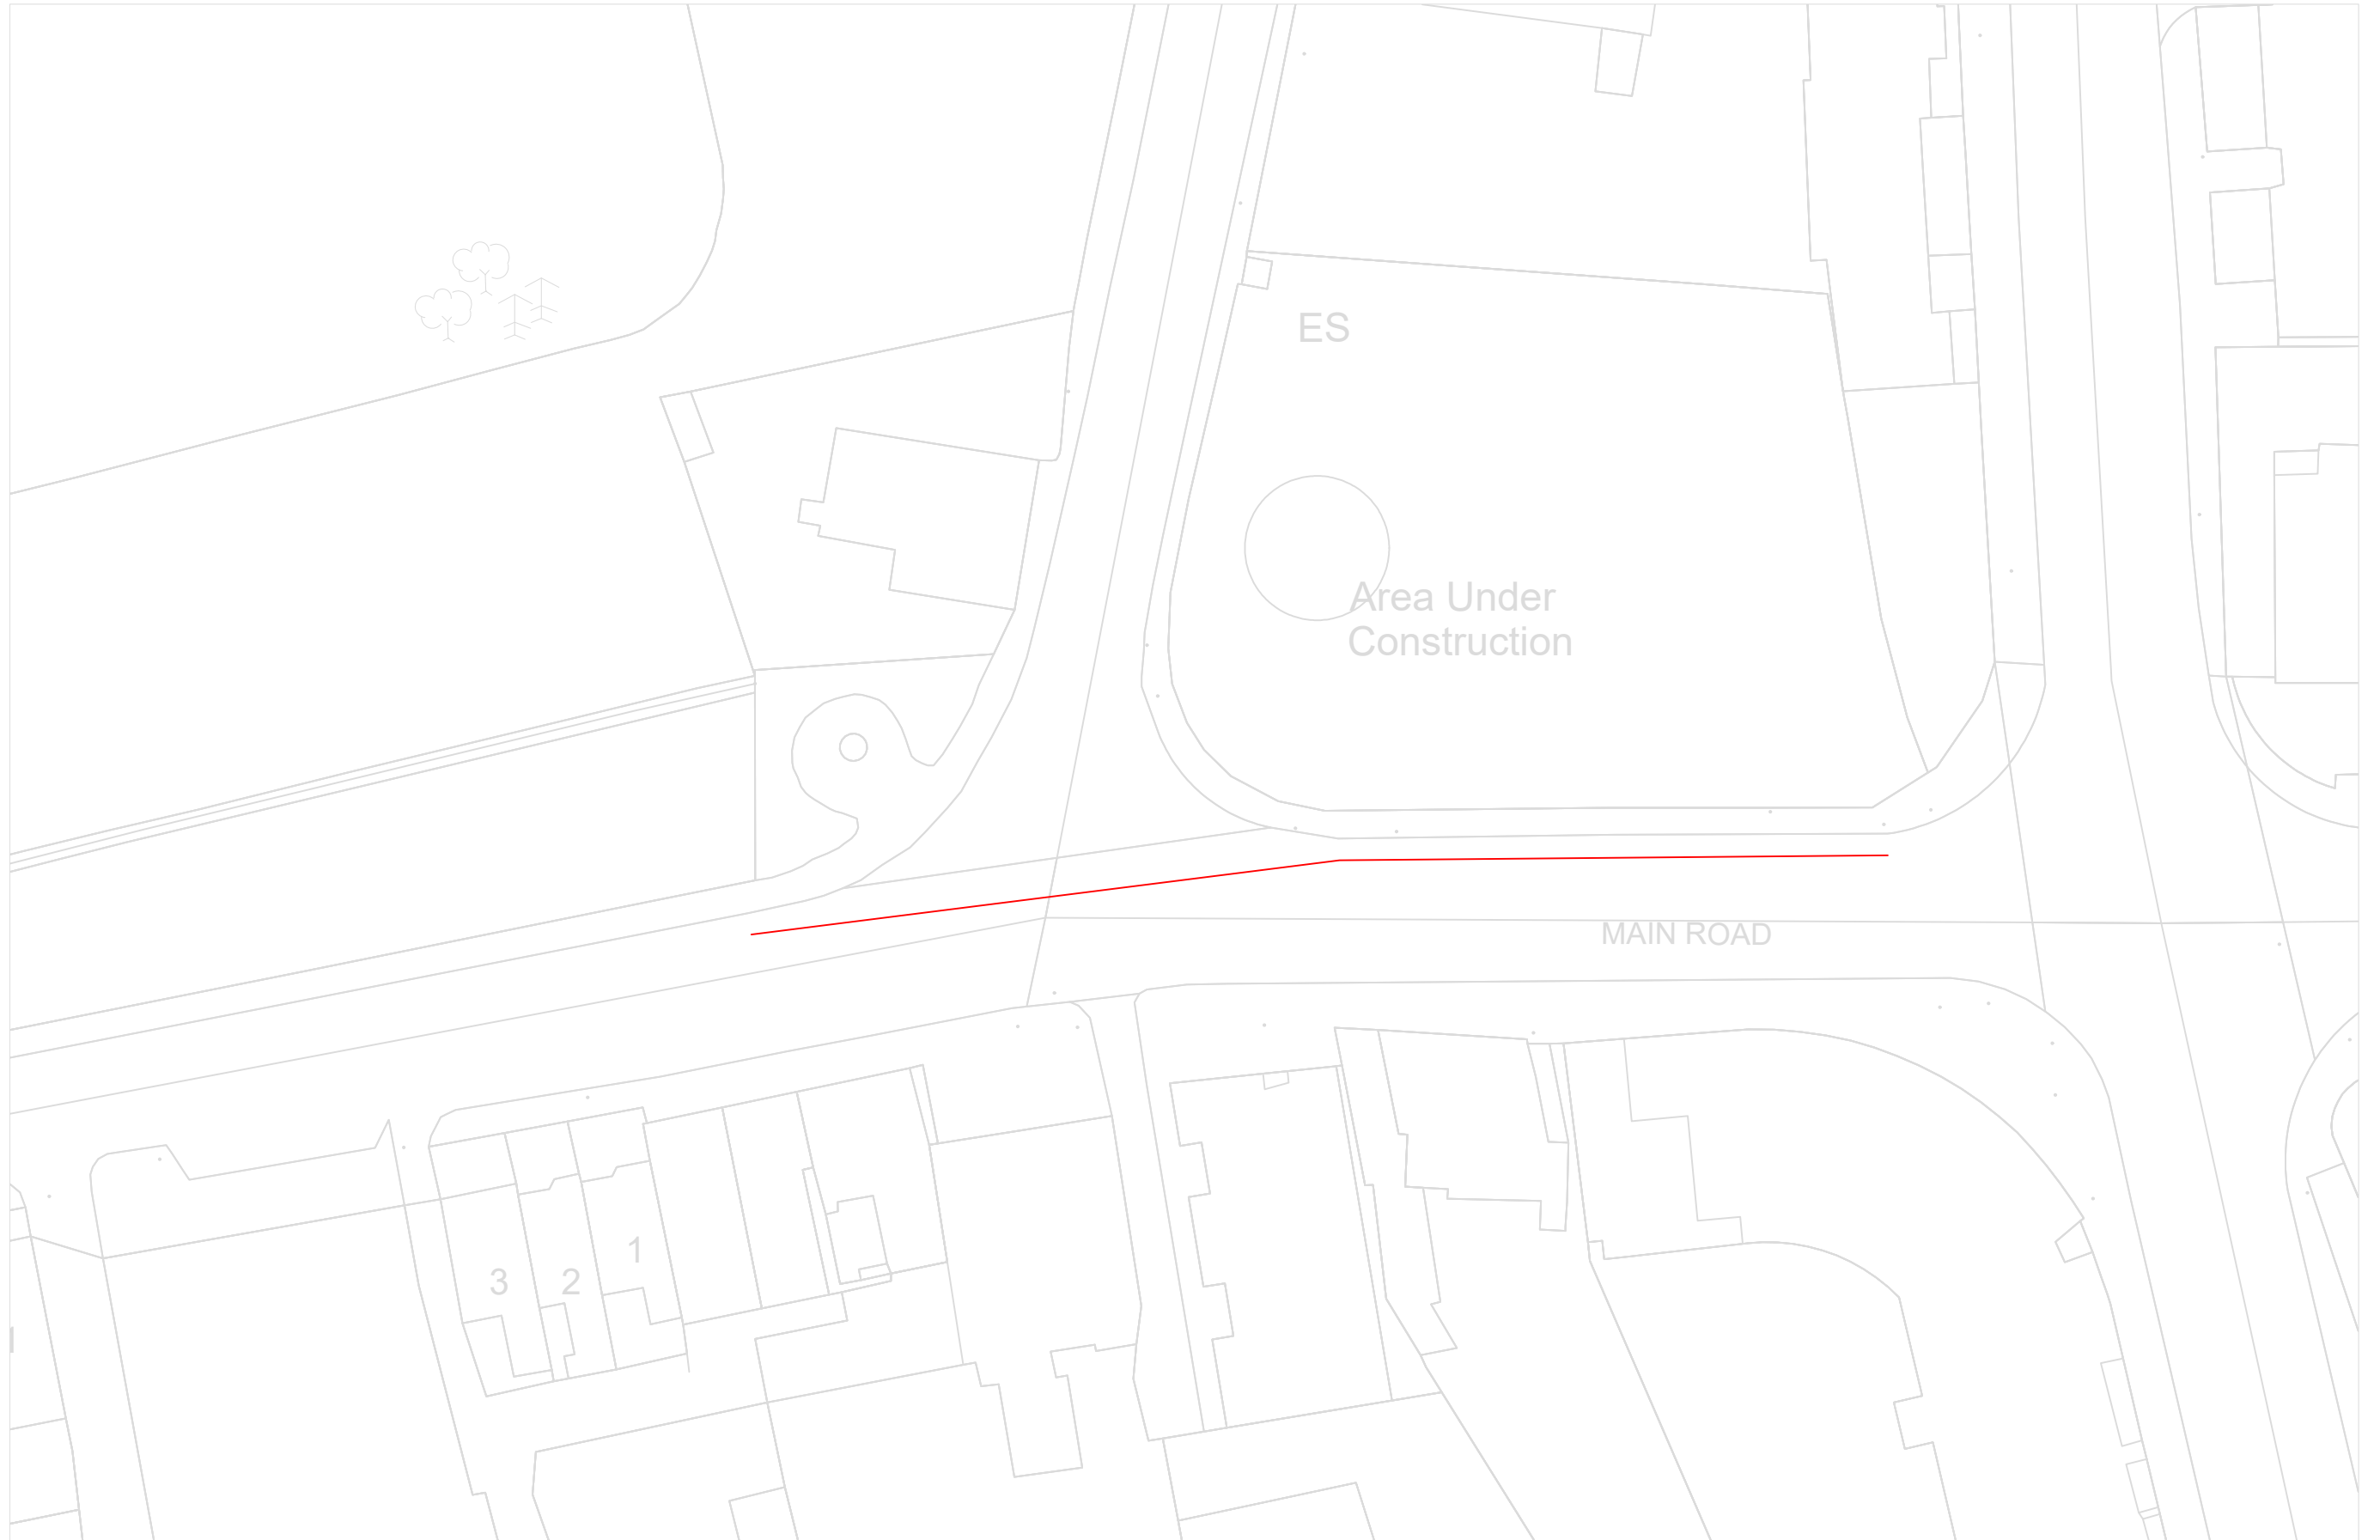 ES
Area Under
Construction
MAIN ROAD
1
2
3